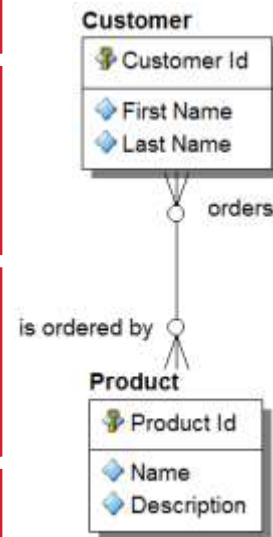 Customer
Customer Id
First Name
Last Name
orders
is ordered by
Product
Product Id
Name
Description